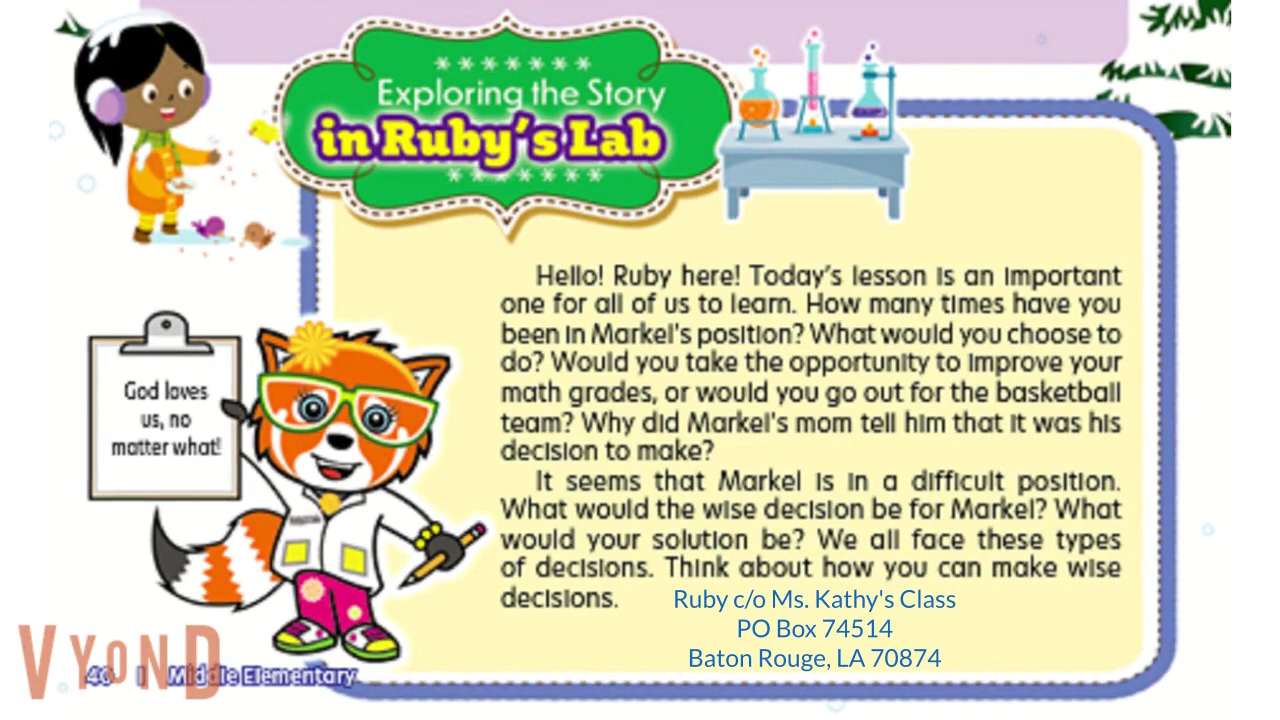 *******
Exploring the Story
in Ruby's Lab
*******
Hello! Ruby here! Today's lesson is an important
one for all of us to learn. How many times have you
been in Markel's position? What would you choose to
do? Would you take the opportunity to improve your
math grades, or would you go out for the basketball
team? Why did Markel's mom tell him that it was his
decision to make?
It seems that Markel is in a difficult position.
What would the wise decision be for Markel? What
would your solution be? We all face these types
of decisions. Think about how you can make wise
decisions.
Ruby c/o Ms. Kathy's Class
PO Box 74514
Baton Rouge, LA 70874
God loves
us, no
matter what!
VYOND
| Middle Elementary